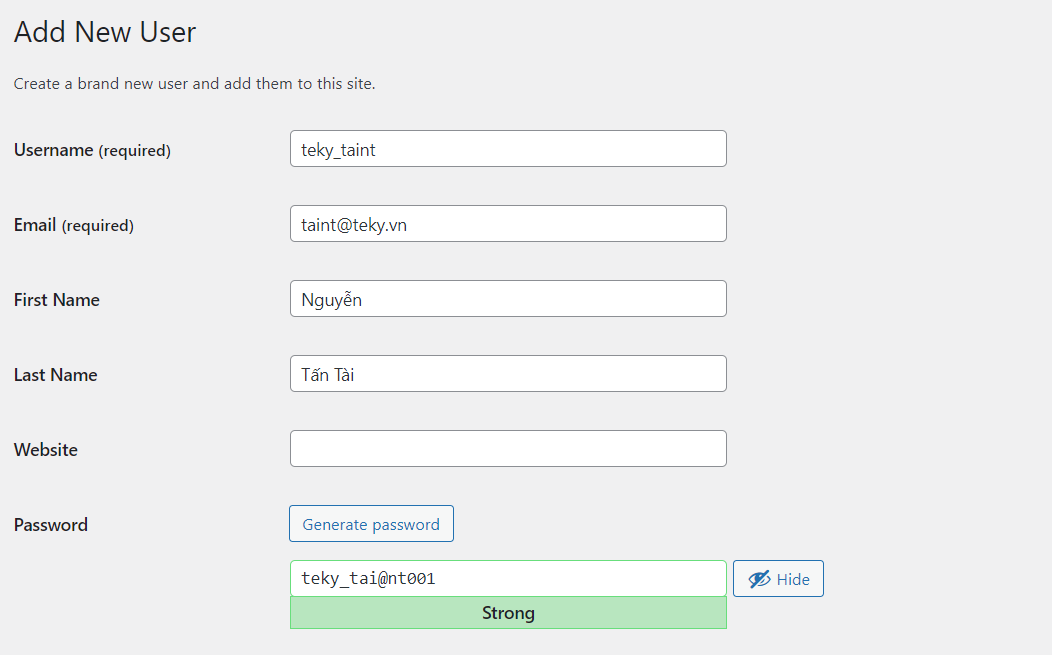 Add New User
Create a brand new user and add them to this site.
Username (required)
teky_taint
Email (required)
taint@teky.vn
First Name
Nguyễn
Last Name
Tấn Tài
Website
Password
Generate password
teky_tai@nt001
Hide
Strong